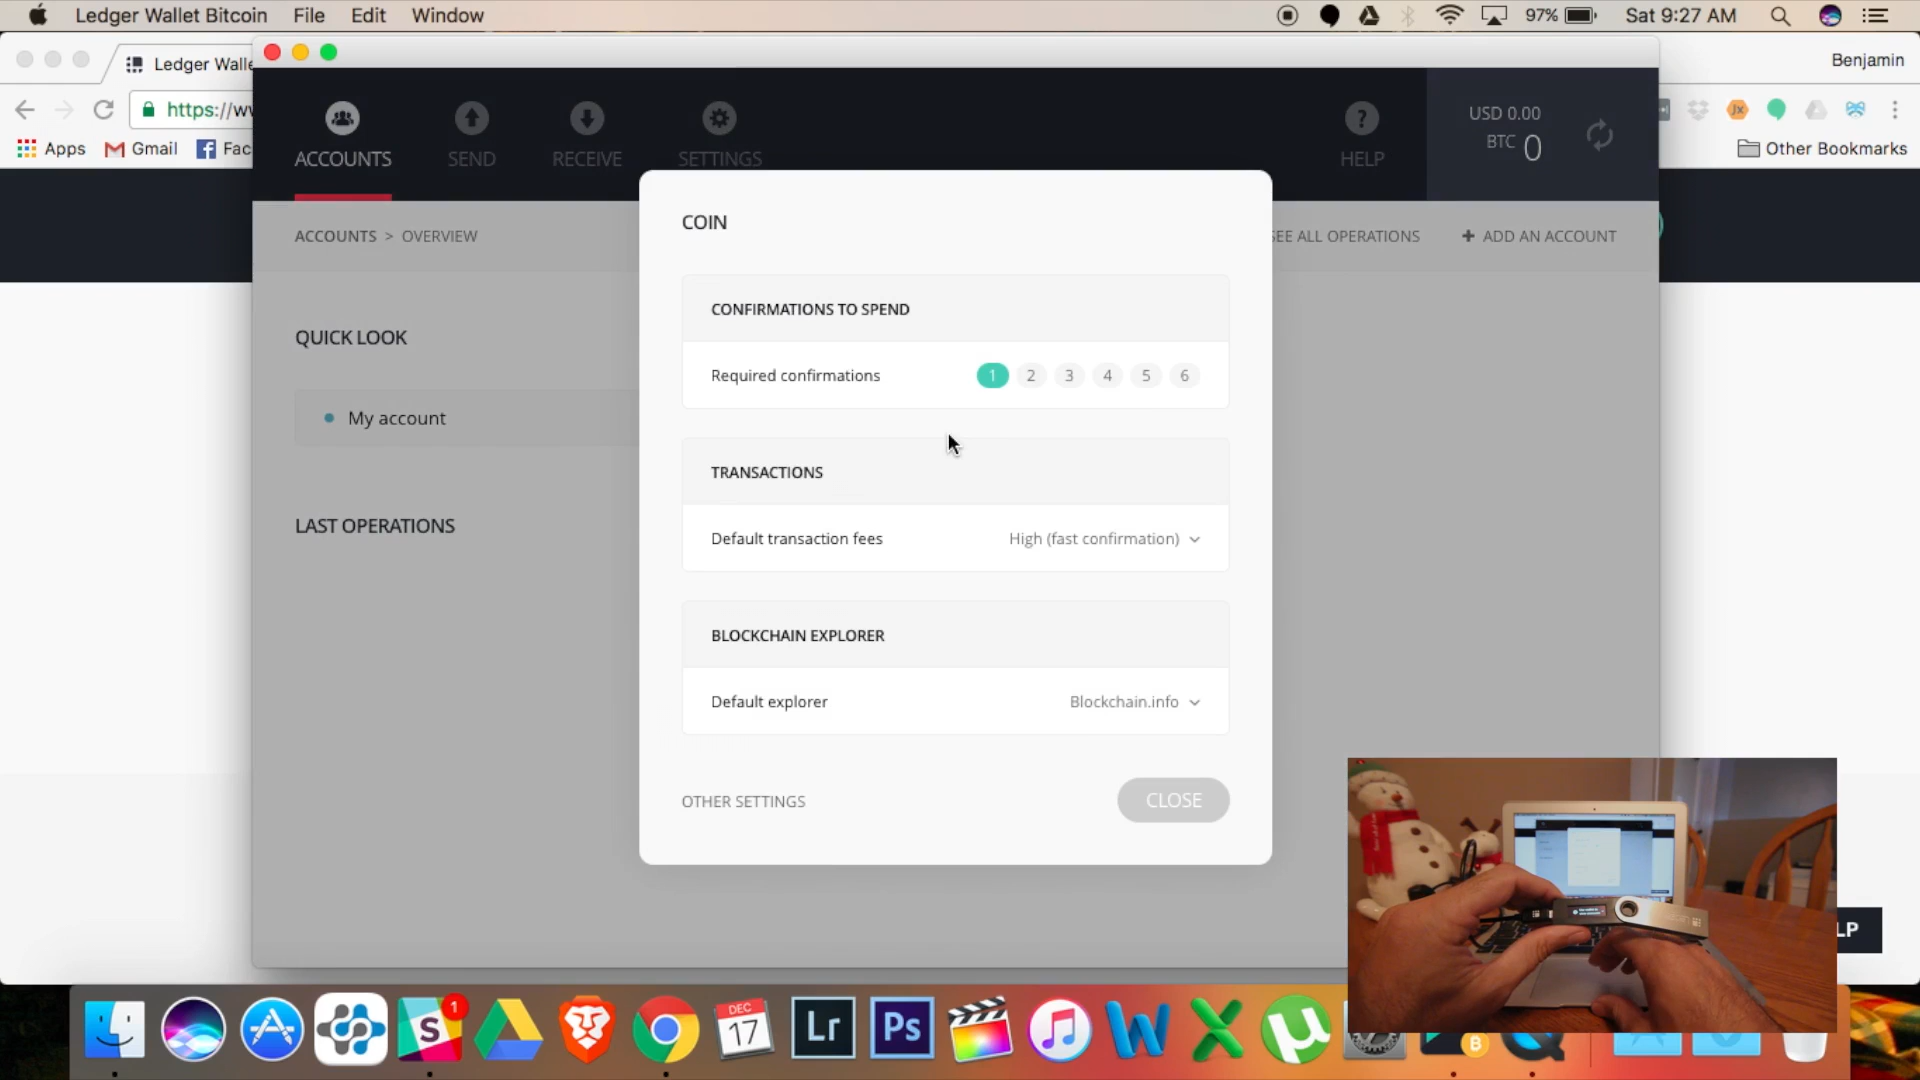 Ledger Wallet Bitcoin File Edit Window 97% Sat 9:27 AM
Ledger Walle Benjamin
https://ww
Apps Gmail Fac Other Bookmarks
ACCOUNTS SEND RECEIVE SETTINGS HELP
USD 0.00
BTC 0
ACCOUNTS > OVERVIEW SEE ALL OPERATIONS + ADD AN ACCOUNT
QUICK LOOK
My account
LAST OPERATIONS
COIN
CONFIRMATIONS TO SPEND
Required confirmations 1 2 3 4 5 6
TRANSACTIONS
Default transaction fees High (fast confirmation)
BLOCKCHAIN EXPLORER
Default explorer Blockchain.info
OTHER SETTINGS CLOSE
LP
1
S
DEC
17
Lr
Ps